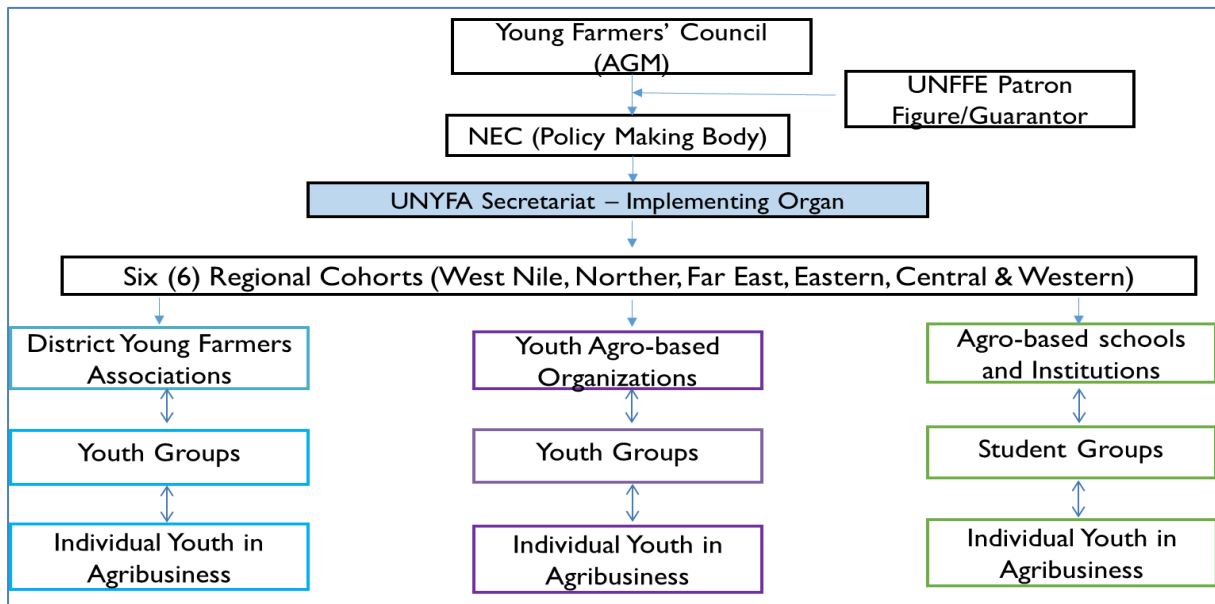 Young Farmers' Council
(AGM)
UNFFE Patron
Figure/Guarantor
NEC (Policy Making Body)
UNYFA Secretariat – Implementing Organ
Six (6) Regional Cohorts (West Nile, Norther, Far East, Eastern, Central & Western)
District Young Farmers
Associations
Youth Agro-based
Organizations
Agro-based schools
and Institutions
Youth Groups
Youth Groups
Student Groups
Individual Youth in
Agribusiness
Individual Youth in
Agribusiness
Individual Youth in
Agribusiness